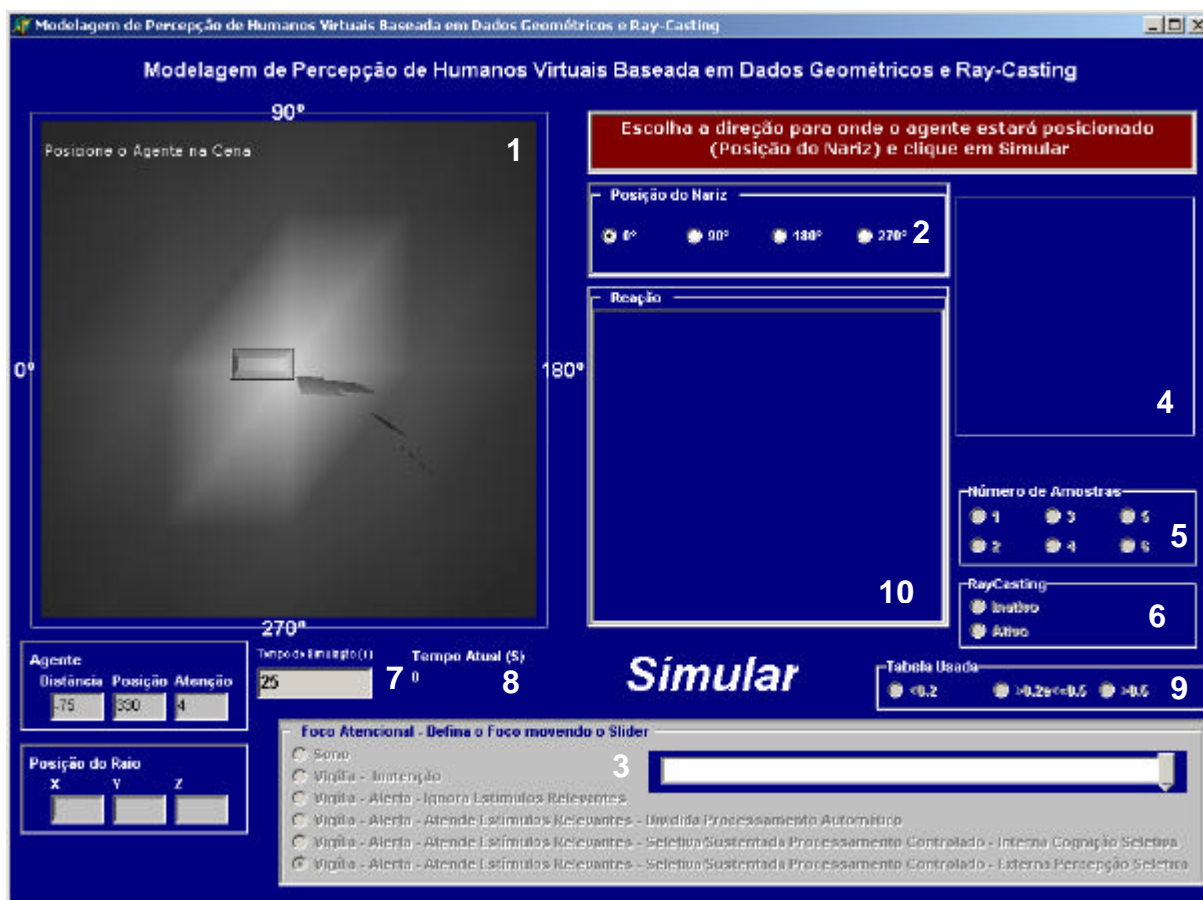 Modelagem de Percepção de Humanos Virtuais Baseada em Dados Geométricos e Ray-Casting
Modelagem de Percepção de Humanos Virtuais Baseada em Dados Geométricos e Ray-Casting
90º
Posicione o Agente na Cena
1
Escolha a direção para onde o agente estará posicionado
(Posição do Nariz) e clique em Simular
Posição do Nariz
0º 90º 180º 270º 2
Reação
0º
180º
4
Número de Amostras
1 3 5
2 4 6
5
RayCasting
Inativo
Ativo
6
10
270º
Agente
Distância Posição Atenção
-75 330 4
Tempo de Simulação
25
7
Tempo Atual (S)
0
8
Simular
Tabela Usada
<0.2 >0.2e<=0.5 >0.5
9
Posição do Raio
X Y Z
Foco Atencional - Defina o Foco movendo o Slider
3
Sono
Vigília - Inatenção
Vigília - Alerta - Ignora Estímulos Relevantes
Vigília - Alerta - Atende Estímulos Relevantes - Dividida Processamento Automático
Vigília - Alerta - Atende Estímulos Relevantes - Seletiva/Sustentada Processamento Controlado - Interna Cognição Seletiva
Vigília - Alerta - Atende Estímulos Relevantes - Seletiva/Sustentada Processamento Controlado - Externa Percepção Seletiva